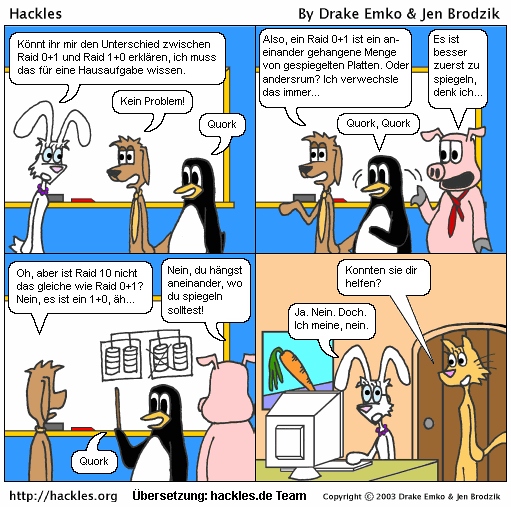 Hackles
By Drake Emko & Jen Brodzik
Könnt ihr mir den Unterschied zwischen
Raid 0+1 und Raid 1+0 erklären, ich muss
das für eine Hausaufgabe wissen.
Kein Problem!
Quork
Also, ein Raid 0+1 ist ein an-
einander gehangene Menge
von gespiegelten Platten. Oder
andersrum? Ich verwechsle
das immer...
Quork, Quork
Es ist
besser
zuerst zu
spiegeln,
denk ich...
Oh, aber ist Raid 10 nicht
das gleiche wie Raid 0+1?
Nein, es ist ein 1+0, äh...
Nein, du hängst
aneinander, wo
du spiegeln
solltest!
Quork
Konnten sie dir
helfen?
Ja. Nein. Doch.
Ich meine, nein.
http://hackles.org
Übersetzung: hackles.de Team
Copyright © 2003 Drake Emko & Jen Brodzik